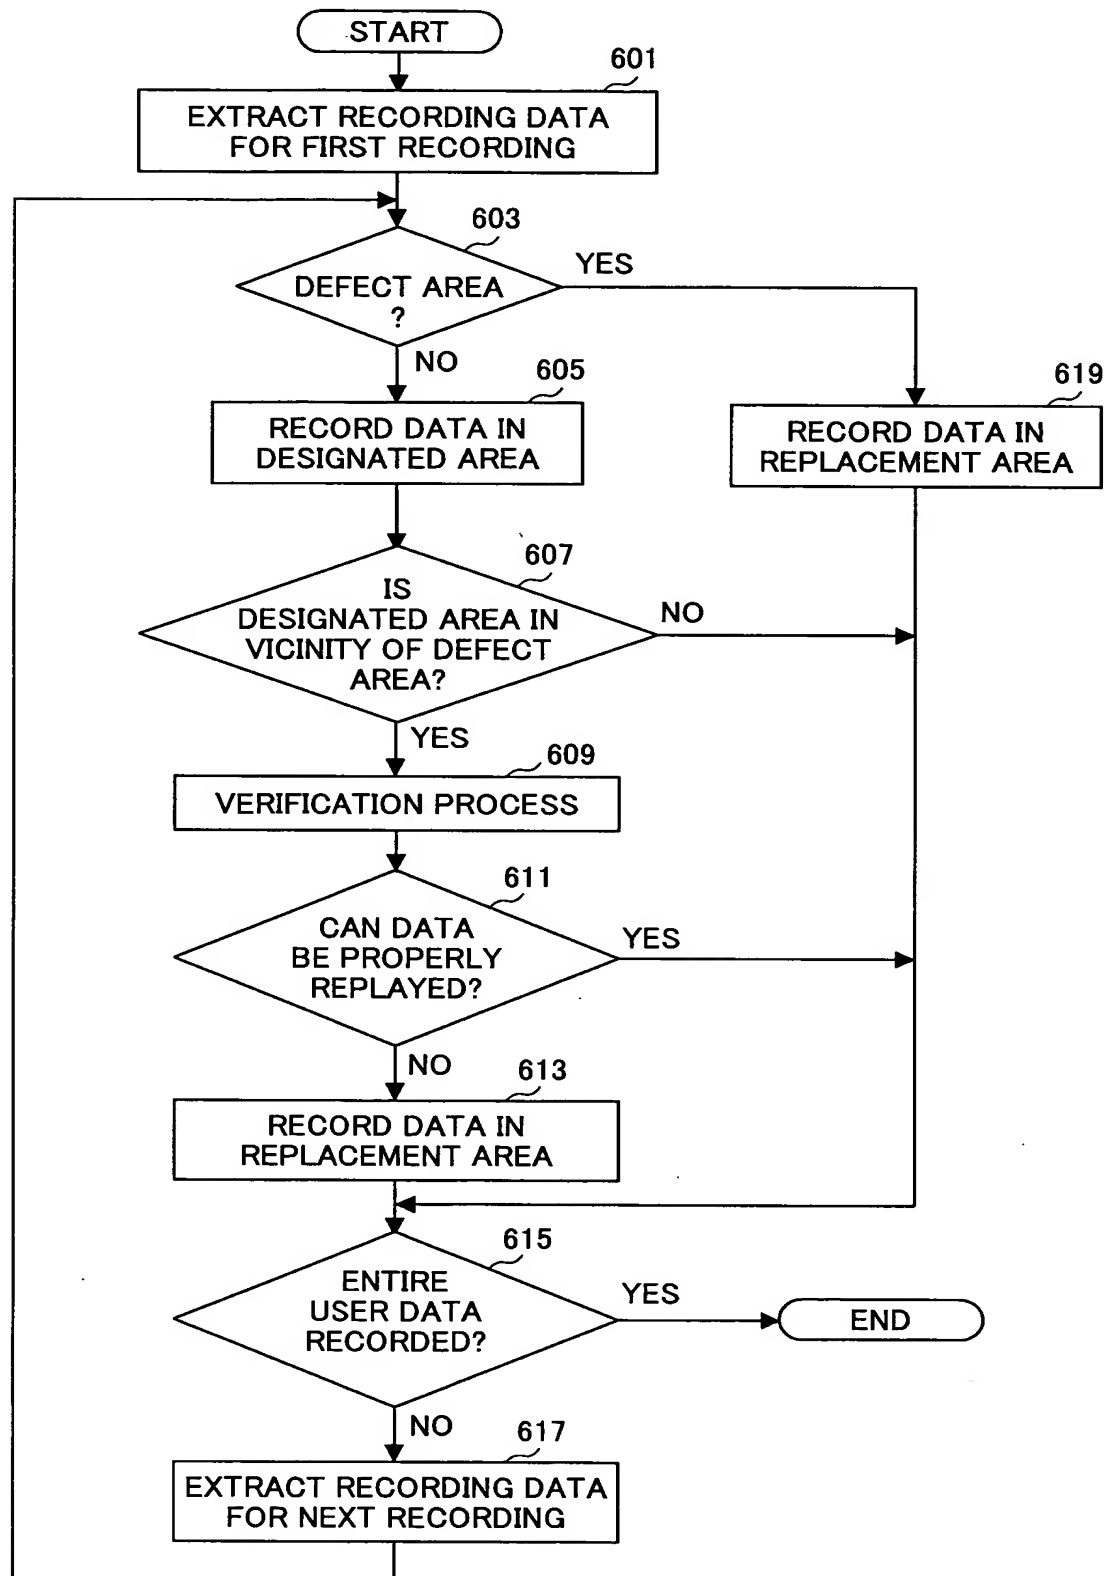 START
601
EXTRACT RECORDING DATA
FOR FIRST RECORDING
603
DEFECT AREA
?
YES
NO
605
RECORD DATA IN
DESIGNATED AREA
619
RECORD DATA IN
REPLACEMENT AREA
607
IS
DESIGNATED AREA IN
VICINITY OF DEFECT
AREA?
NO
YES
609
VERIFICATION PROCESS
611
CAN DATA
BE PROPERLY
REPLAYED?
YES
NO
613
RECORD DATA IN
REPLACEMENT AREA
615
ENTIRE
USER DATA
RECORDED?
YES
END
NO
617
EXTRACT RECORDING DATA
FOR NEXT RECORDING